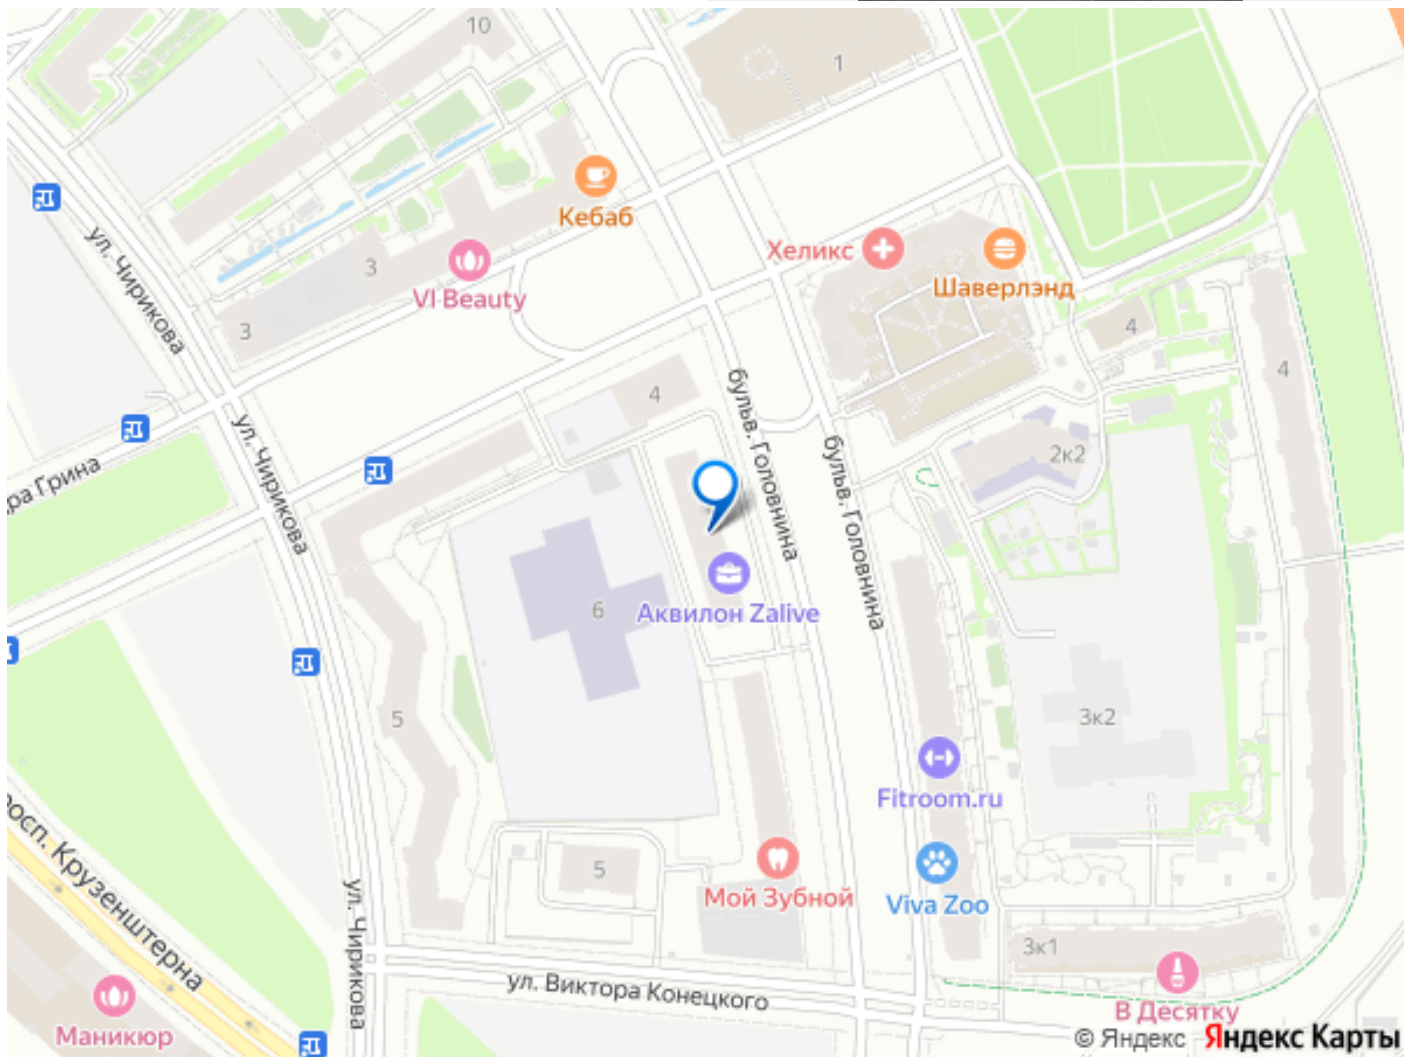 10
1
Кебаб
ул. Чирикова
3
VI Beauty
3
Хеликс
Шаверлэнд
4
4
4
бульв. Головнина
ул. Чирикова
бульв. Головнина
2к2
ра Грина
6
Аквилон Zalive
5
3к2
Fitroom.ru
росп. Крузенштерна
5
Мой Зубной
Viva Zoo
ул. Чирикова
3к1
ул. Виктора Конецкого
В Десятку
Маникюр
© Яндекс Яндекс Карты